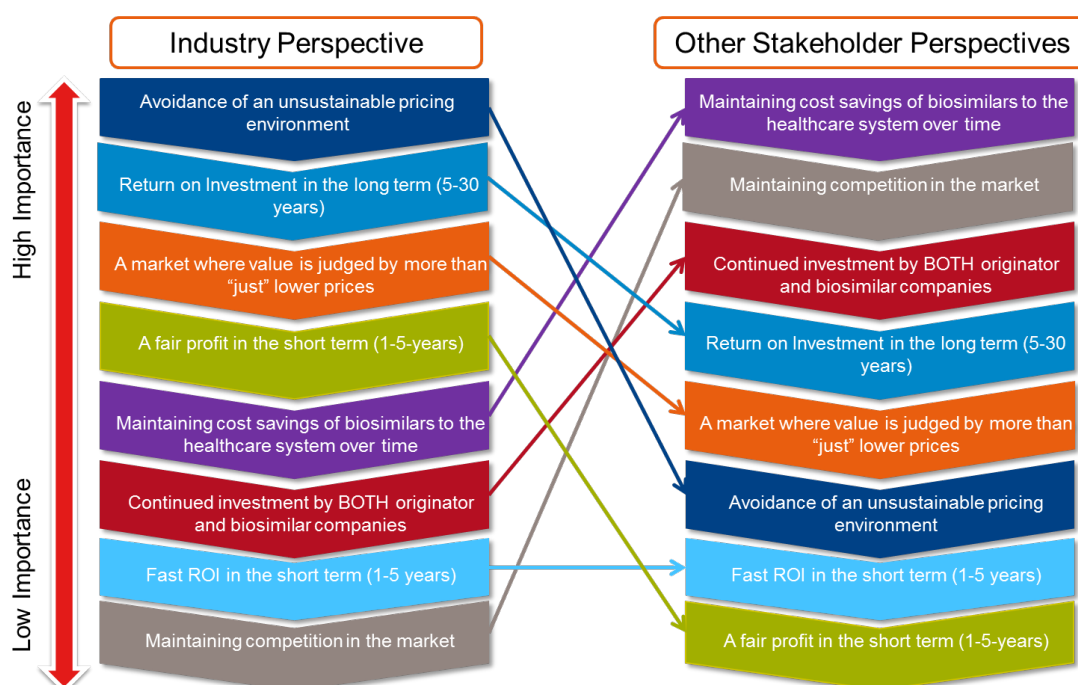 Industry Perspective
Other Stakeholder Perspectives
High Importance
Low Importance
Avoidance of an unsustainable pricing
environment
Return on Investment in the long term (5-30
years)
A market where value is judged by more than
“just” lower prices
A fair profit in the short term (1-5-years)
Maintaining cost savings of biosimilars to the
healthcare system over time
Continued investment by BOTH originator
and biosimilar companies
Fast ROI in the short term (1-5 years)
Maintaining competition in the market
Maintaining cost savings of biosimilars to the
healthcare system over time
Maintaining competition in the market
Continued investment by BOTH originator
and biosimilar companies
Return on Investment in the long term (5-30
years)
A market where value is judged by more than
“just” lower prices
Avoidance of an unsustainable pricing
environment
Fast ROI in the short term (1-5 years)
A fair profit in the short term (1-5-years)